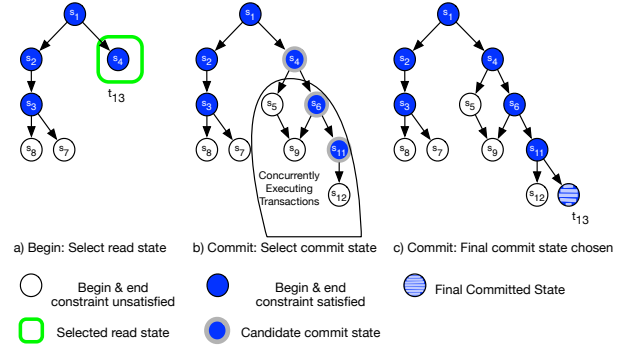 s1
s2
s4
s3
t13
s8
s7
s1
s2
s4
s3
s5
s6
s8
s7
s9
s11
Concurrently
Executing
Transactions
s12
s1
s2
s4
s3
s5
s6
s8
s7
s9
s11
s12
t13
a) Begin: Select read state
b) Commit: Select commit state
c) Commit: Final commit state chosen
Begin & end
constraint unsatisfied
Begin & end
constraint satisfied
Final Committed State
Selected read state
Candidate commit state